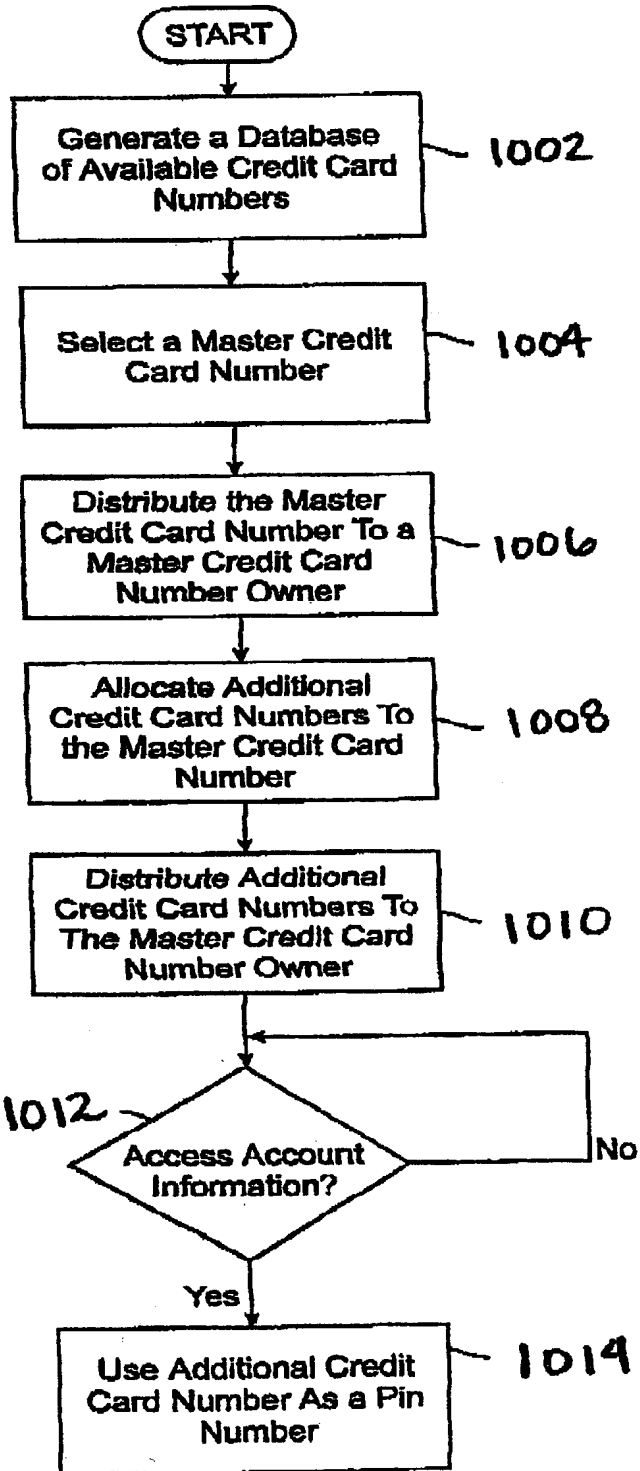 START
Generate a Database
of Available Credit Card
Numbers
1002
Select a Master Credit
Card Number
1004
Distribute the Master
Credit Card Number To a
Master Credit Card
Number Owner
1006
Allocate Additional
Credit Card Numbers To
the Master Credit Card
Number
1008
Distribute Additional
Credit Card Numbers To
The Master Credit Card
Number Owner
1010
1012
Access Account
Information?
No
Yes
Use Additional Credit
Card Number As a Pin
Number
1014